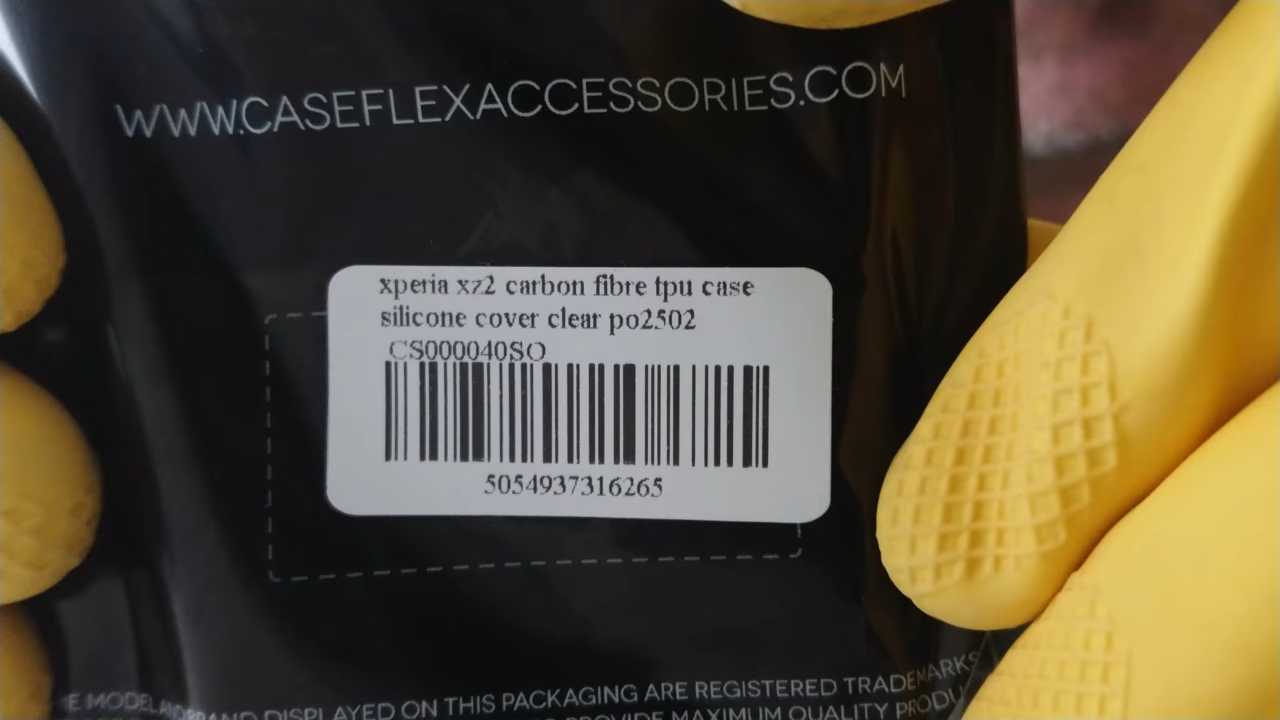 WWW.CASEFLEXACCESSORIES.COM
xperia xz2 carbon fibre tpu case
silicone cover clear po2502
CS000040SO
5054937316265
MODEL AND BRAND DISPLAYED ON THIS PACKAGING ARE REGISTERED TRADEMARKS
PROVIDE MAXIMUM QUALITY